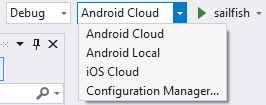 Debug Android Cloud sailfish
Android Cloud
Android Local
iOS Cloud
Configuration Manager...